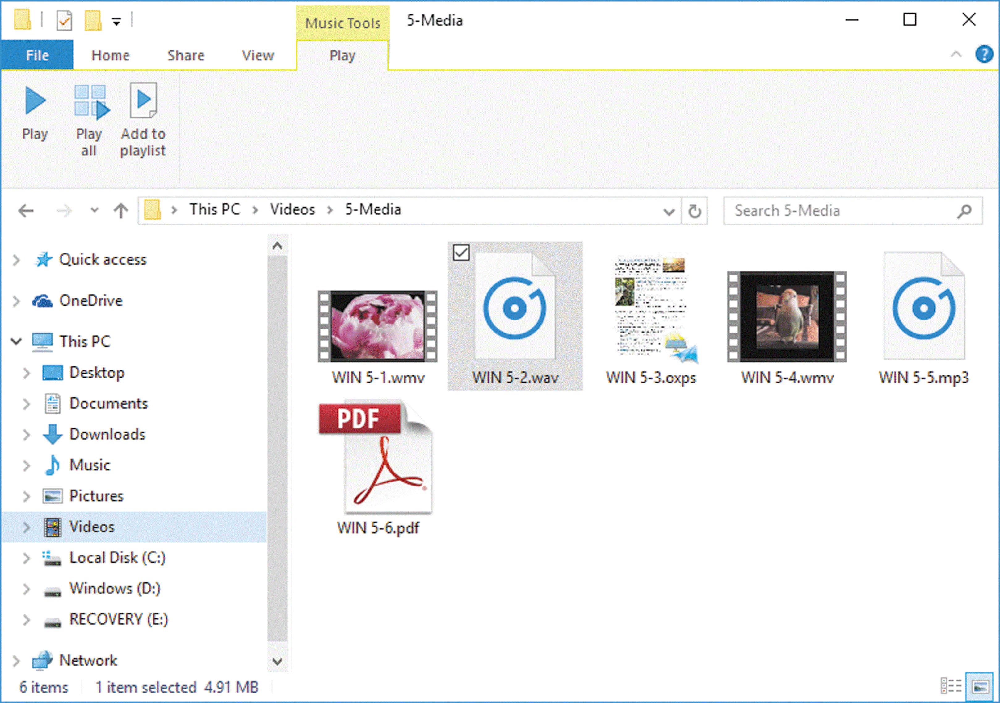 Music Tools
5-Media
File
Home
Share
View
Play
?
Play
Play all
Add to playlist
This PC
Videos
5-Media
Search 5-Media
Quick access
OneDrive
This PC
Desktop
Documents
Downloads
Music
Pictures
Videos
Local Disk (C:)
Windows (D:)
RECOVERY (E:)
Network
WIN 5-1.wmv
WIN 5-2.wav
WIN 5-3.oxps
WIN 5-4.wmv
WIN 5-5.mp3
PDF
WIN 5-6.pdf
6 items
1 item selected 4.91 MB